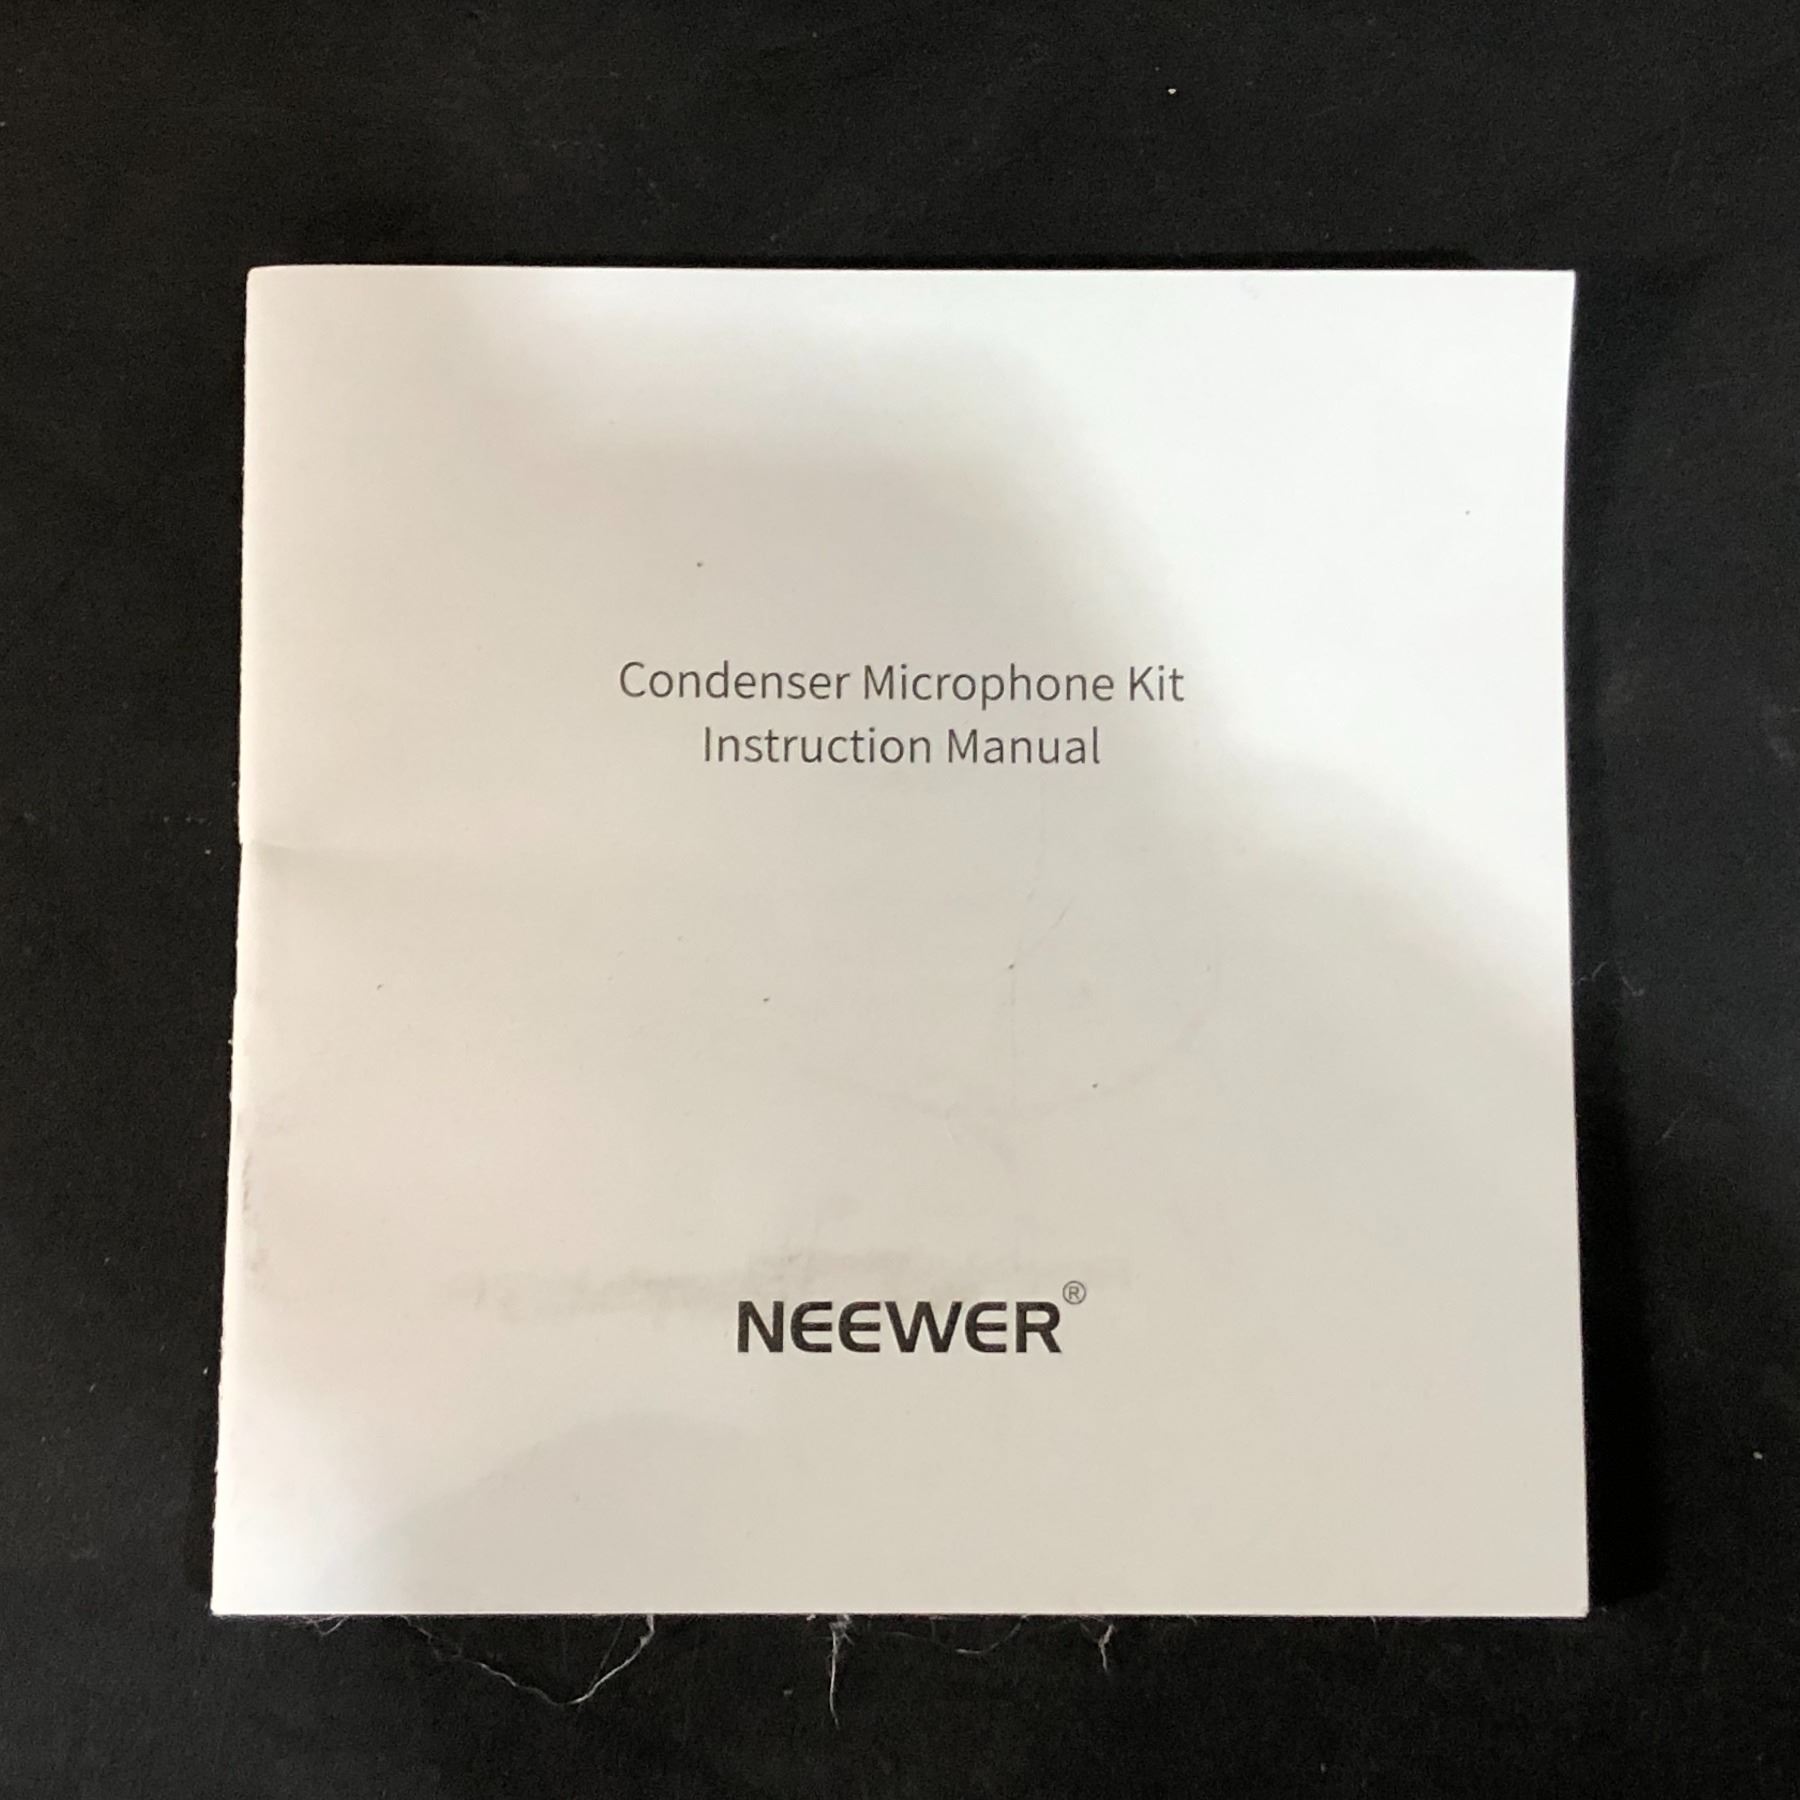 Condenser Microphone Kit
Instruction Manual
NEEWER®